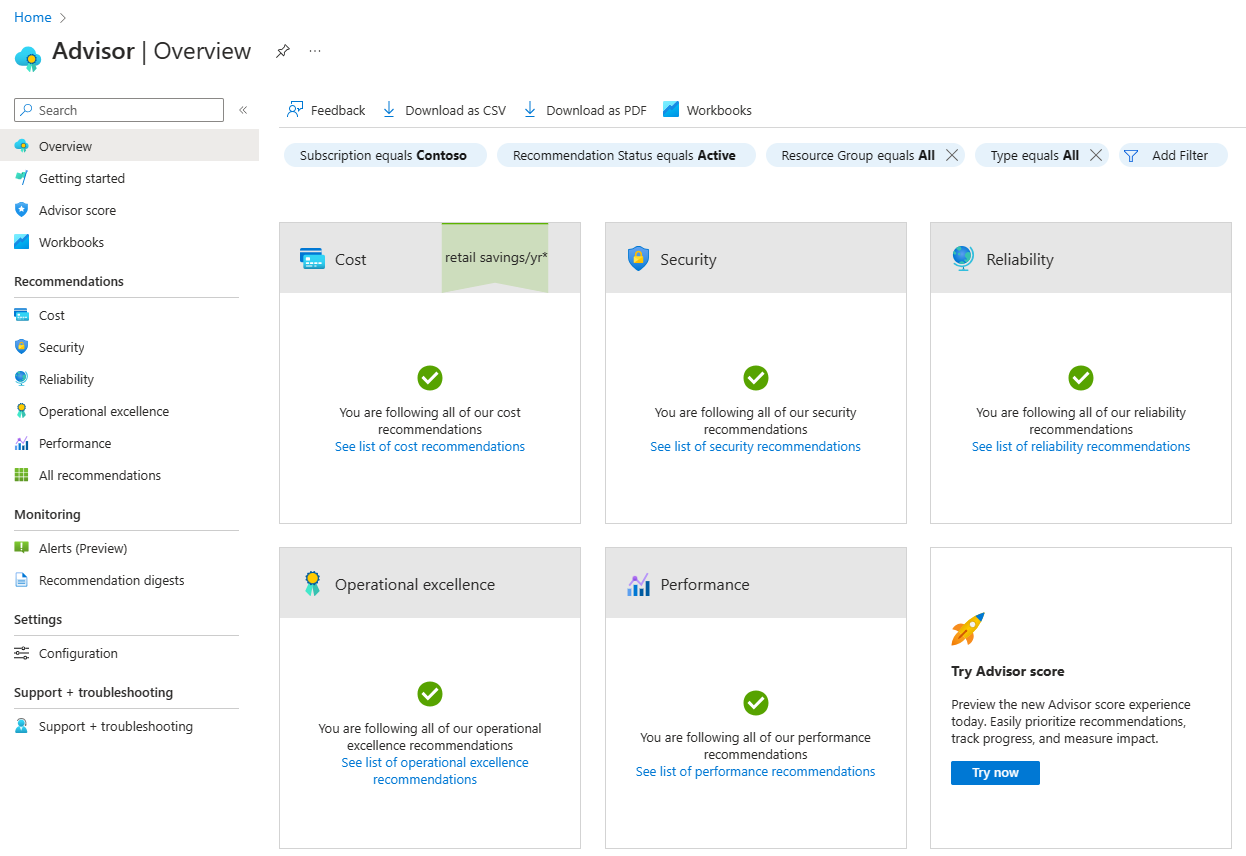 Home
Advisor | Overview
Search
Overview
Getting started
Advisor score
Workbooks
Recommendations
Cost
Security
Reliability
Operational excellence
Performance
All recommendations
Monitoring
Alerts (Preview)
Recommendation digests
Settings
Configuration
Support + troubleshooting
Support + troubleshooting
Feedback
Download as CSV
Download as PDF
Workbooks
Subscription equals Contoso
Recommendation Status equals Active
Resource Group equals All
Type equals All
Add Filter
Cost
retail savings/yr*
You are following all of our cost
recommendations
See list of cost recommendations
Security
You are following all of our security
recommendations
See list of security recommendations
Reliability
You are following all of our reliability
recommendations
See list of reliability recommendations
Operational excellence
You are following all of our operational
excellence recommendations
See list of operational excellence
recommendations
Performance
You are following all of our performance
recommendations
See list of performance recommendations
Try Advisor score
Preview the new Advisor score experience
today. Easily prioritize recommendations,
track progress, and measure impact.
Try now